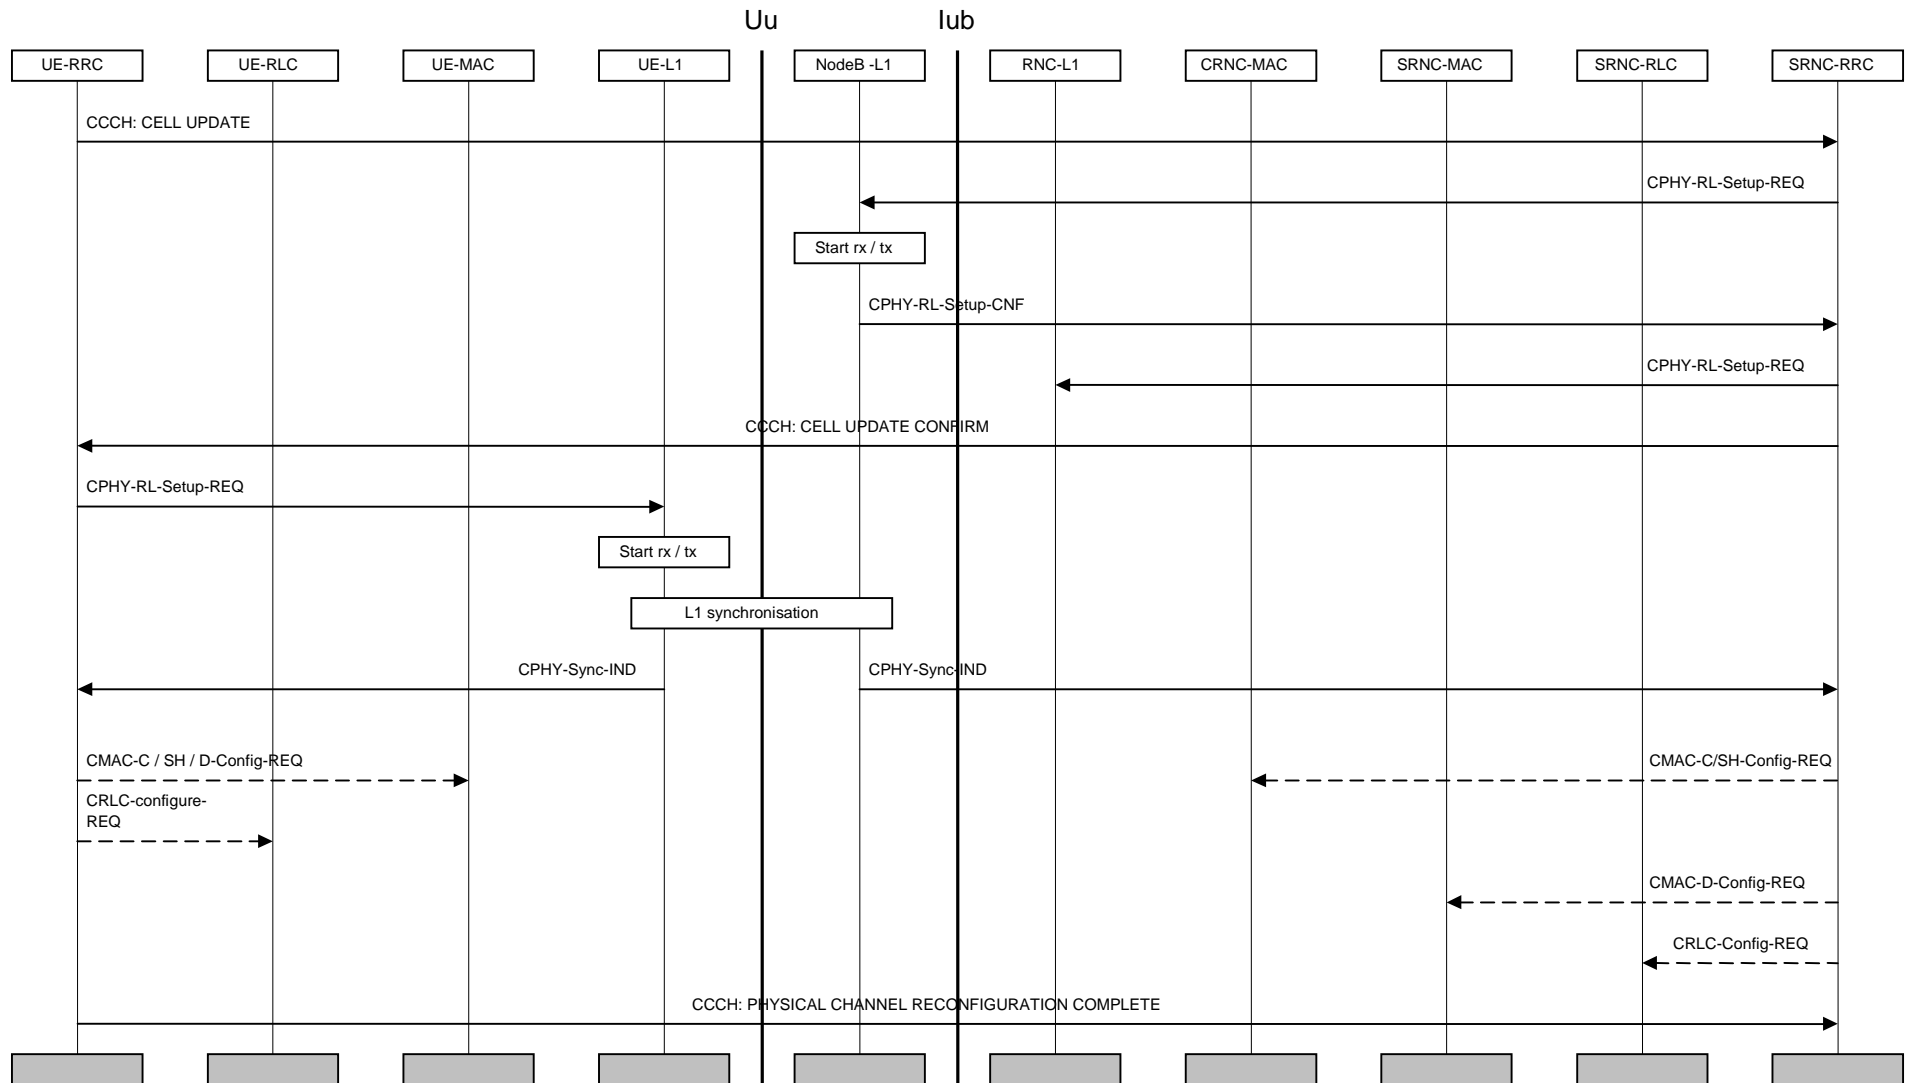 Uu
Iub
UE-RRC
UE-RLC
UE-MAC
UE-L1
NodeB -L1
RNC-L1
CRNC-MAC
SRNC-MAC
SRNC-RLC
SRNC-RRC
CCCH: CELL UPDATE
CPHY-RL-Setup-REQ
Start rx / tx
CPHY-RL-Setup-CNF
CPHY-RL-Setup-REQ
CCCH: CELL UPDATE CONFIRM
CPHY-RL-Setup-REQ
Start rx / tx
L1 synchronisation
CPHY-Sync-IND
CPHY-Sync-IND
CMAC-C / SH / D-Config-REQ
CMAC-C/SH-Config-REQ
CRLC-configure-
REQ
CMAC-D-Config-REQ
CRLC-Config-REQ
CCCH: PHYSICAL CHANNEL RECONFIGURATION COMPLETE